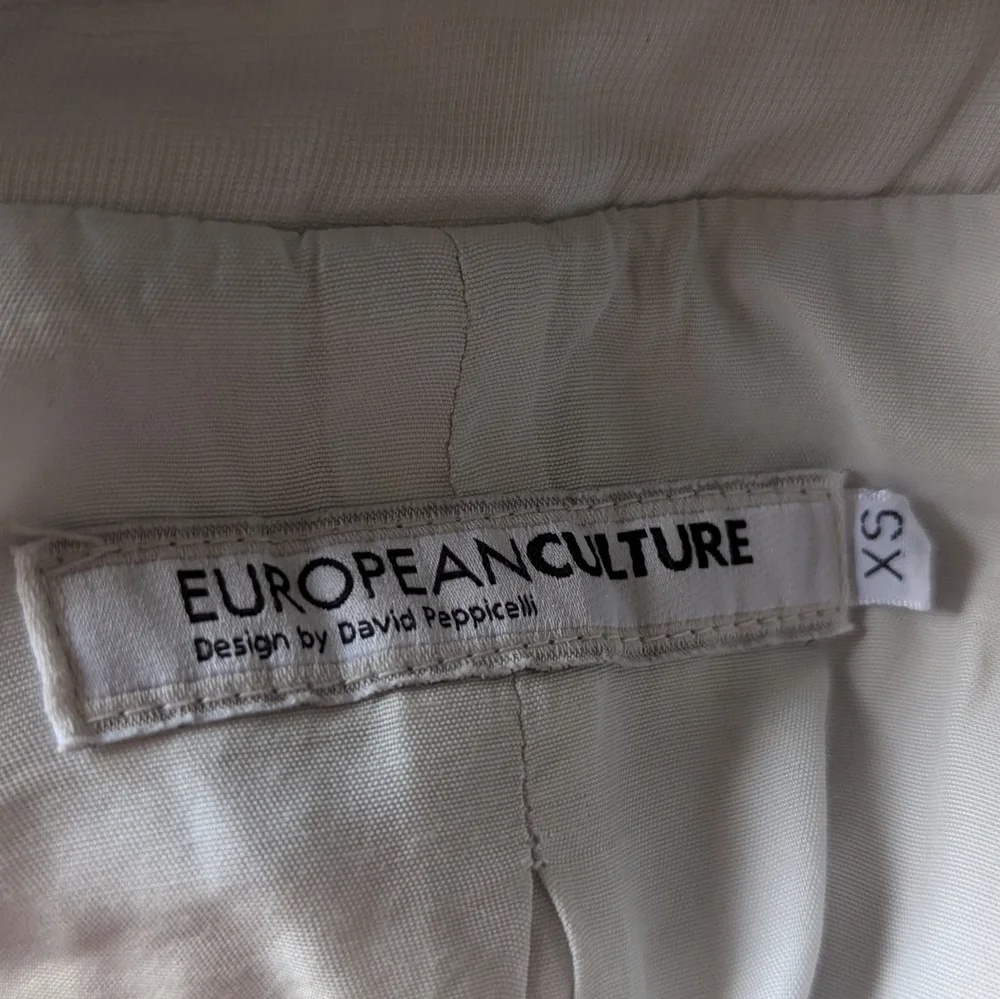 EUROPEANCULTURE
Design by David Peppicelli
XS